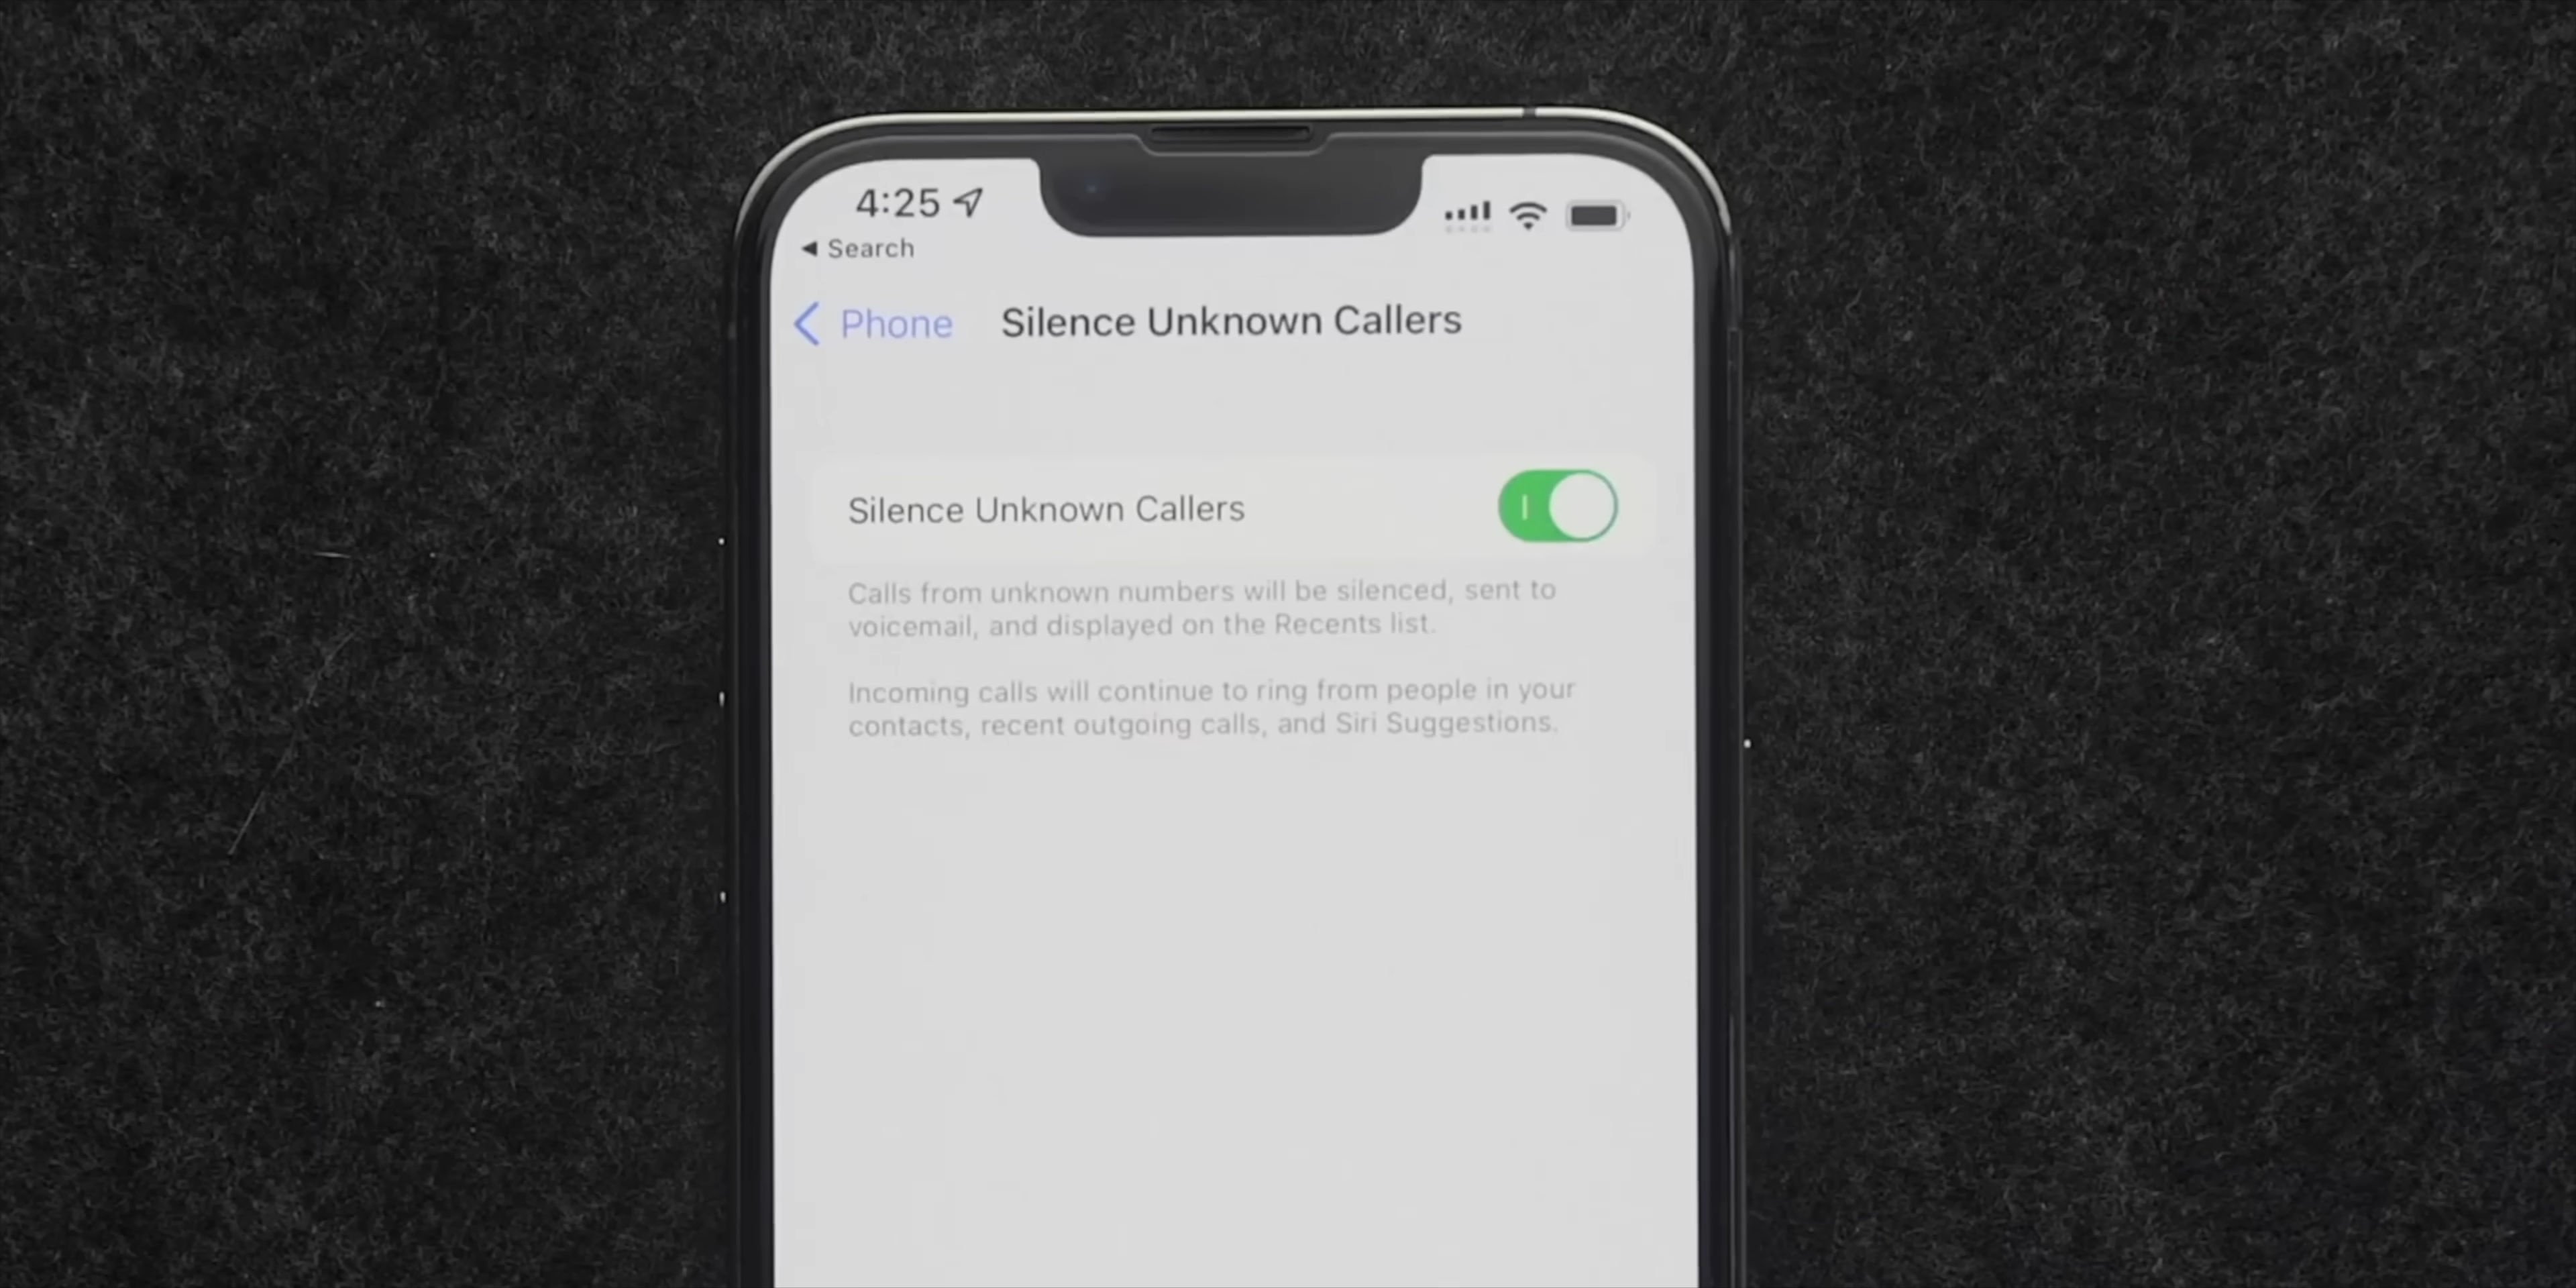 4:25
◀ Search
Phone
Silence Unknown Callers
Silence Unknown Callers
Calls from unknown numbers will be silenced, sent to
voicemail, and displayed on the Recents list.
Incoming calls will continue to ring from people in your
contacts, recent outgoing calls, and Siri Suggestions.